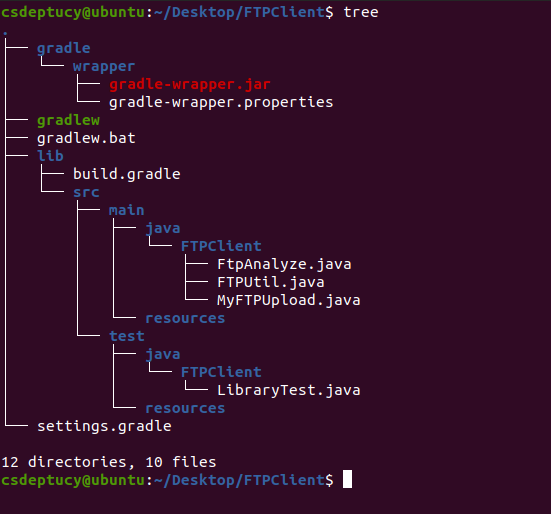 csdeptucy@ubuntu:~/Desktop/FTPClient$ tree
.
├── gradle
│   └── wrapper
│       ├── gradle-wrapper.jar
│       └── gradle-wrapper.properties
├── gradlew
├── gradlew.bat
├── lib
│   ├── build.gradle
│   └── src
│       ├── main
│       │   ├── java
│       │   │   └── FTPClient
│       │   │       ├── FtpAnalyze.java
│       │   │       ├── FTPUtil.java
│       │   │       └── MyFTPUpload.java
│       │   └── resources
│       └── test
│           ├── java
│           │   └── FTPClient
│           │       └── LibraryTest.java
│           └── resources
└── settings.gradle

12 directories, 10 files
csdeptucy@ubuntu:~/Desktop/FTPClient$